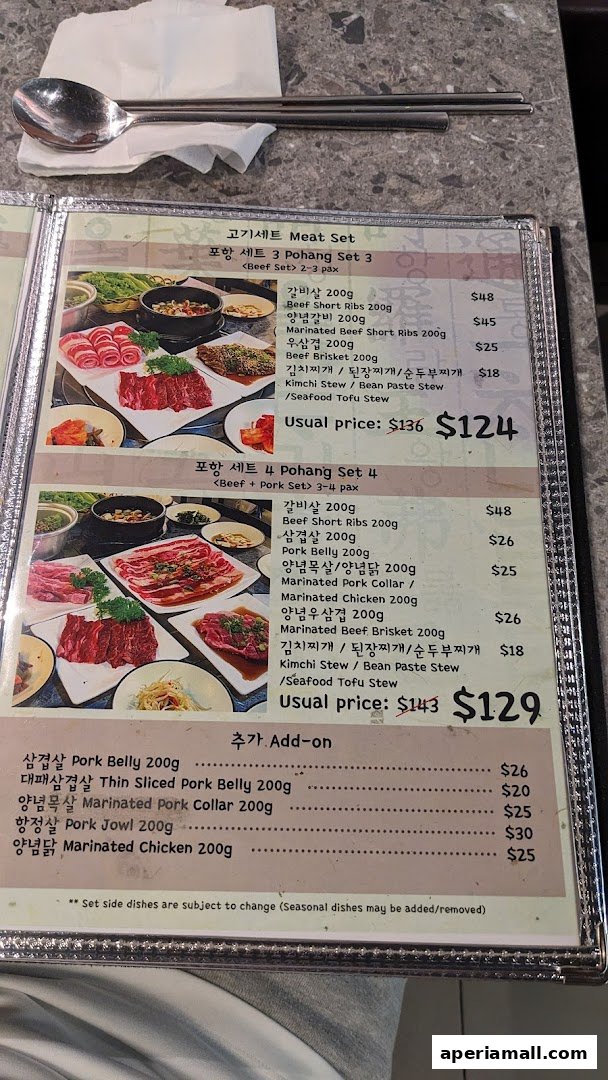 고기세트 Meat Set
포항 세트 3 Pohang Set 3
<Beef Set> 2-3 pax
갈비살 200g $48
Beef Short Ribs 200g
양념갈비 200g $45
Marinated Beef Short Ribs 200g
우삼겹 200g $25
Beef Brisket 200g
김치찌개 / 된장찌개/순두부찌개 $18
Kimchi Stew / Bean Paste Stew
/Seafood Tofu Stew
Usual price: $136 $124
포항 세트 4 Pohang Set 4
<Beef + Pork Set> 3-4 pax
갈비살 200g $48
Beef Short Ribs 200g
삼겹살 200g $26
Pork Belly 200g
양념목살/양념닭 200g $25
Marinated Pork Collar /
Marinated Chicken 200g
양념우삼겹 200g $26
Marinated Beef Brisket 200g
김치찌개 / 된장찌개/순두부찌개 $18
Kimchi Stew / Bean Paste Stew
/Seafood Tofu Stew
Usual price: $143 $129
추가 Add-on
삼겹살 Pork Belly 200g $26
대패삼겹살 Thin Sliced Pork Belly 200g $20
양념목살 Marinated Pork Collar 200g $25
항정살 Pork Jowl 200g $30
양념닭 Marinated Chicken 200g $25
** Set side dishes are subject to change (Seasonal dishes may be added/removed)
aperiamall.com